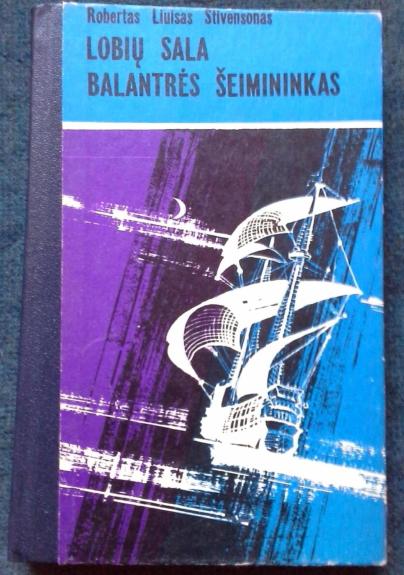 Robertas Liuisas Stivensonas
LOBIŲ SALA
BALANTRĖS ŠEIMININKAS